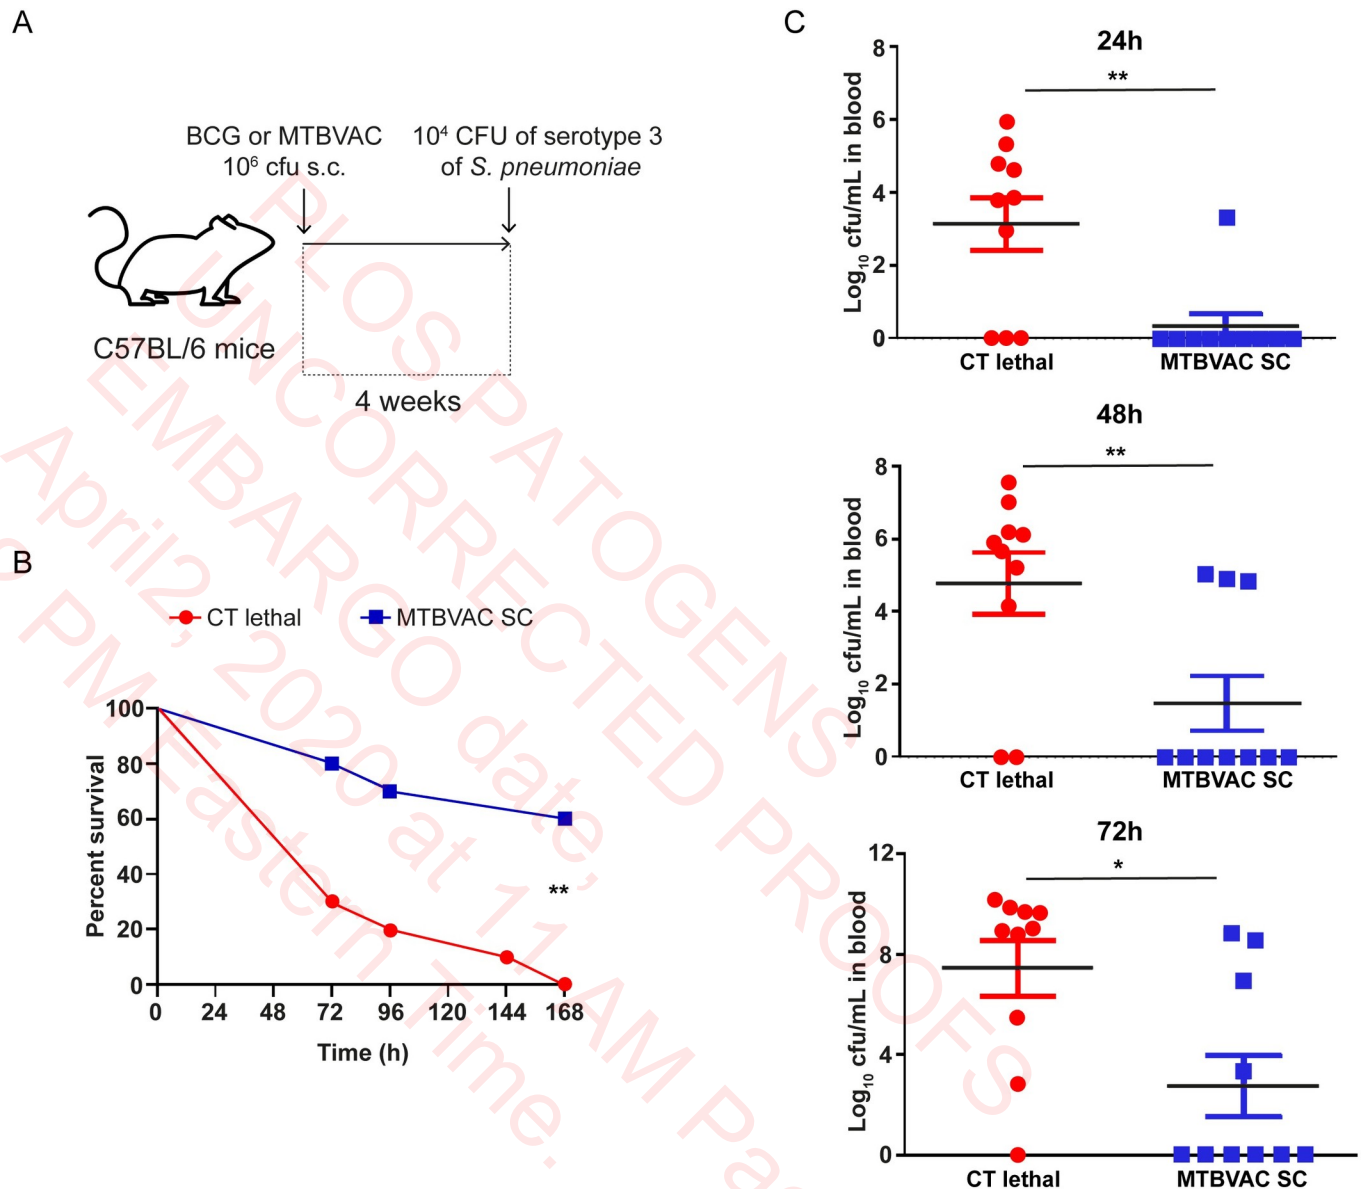 A
BCG or MTBVAC
10⁶ cfu s.c.
10⁴ CFU of serotype 3
of S. pneumoniae
C57BL/6 mice
4 weeks
B
CT lethal
MTBVAC SC
Percent survival
100
80
60
40
20
0
**
0 24 48 72 96 120 144 168
Time (h)
C
24h
**
Log₁₀ cfu/mL in blood
8
6
4
2
0
CT lethal MTBVAC SC
48h
**
Log₁₀ cfu/mL in blood
8
6
4
2
0
CT lethal MTBVAC SC
72h
*
Log₁₀ cfu/mL in blood
12
8
4
0
CT lethal MTBVAC SC
PLOS PATOGENS
UNCORRECTED PROOFS
EMBARGO date,
April2, 2020 at 11 AM Pac
PM Eastern Time.